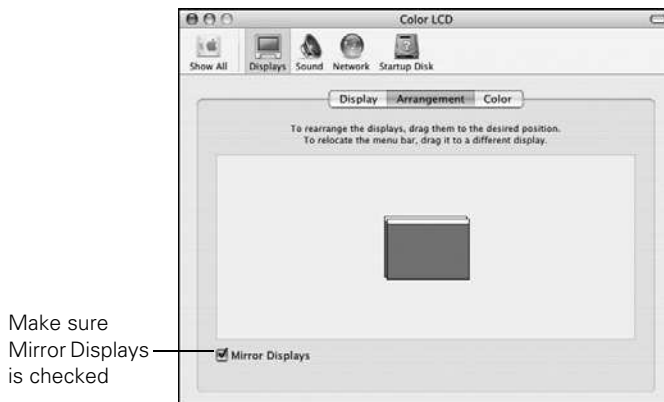 Color LCD
Show All Displays Sound Network Startup Disk
Display Arrangement Color
To rearrange the displays, drag them to the desired position.
To relocate the menu bar, drag it to a different display.
Make sure
Mirror Displays
is checked
Mirror Displays